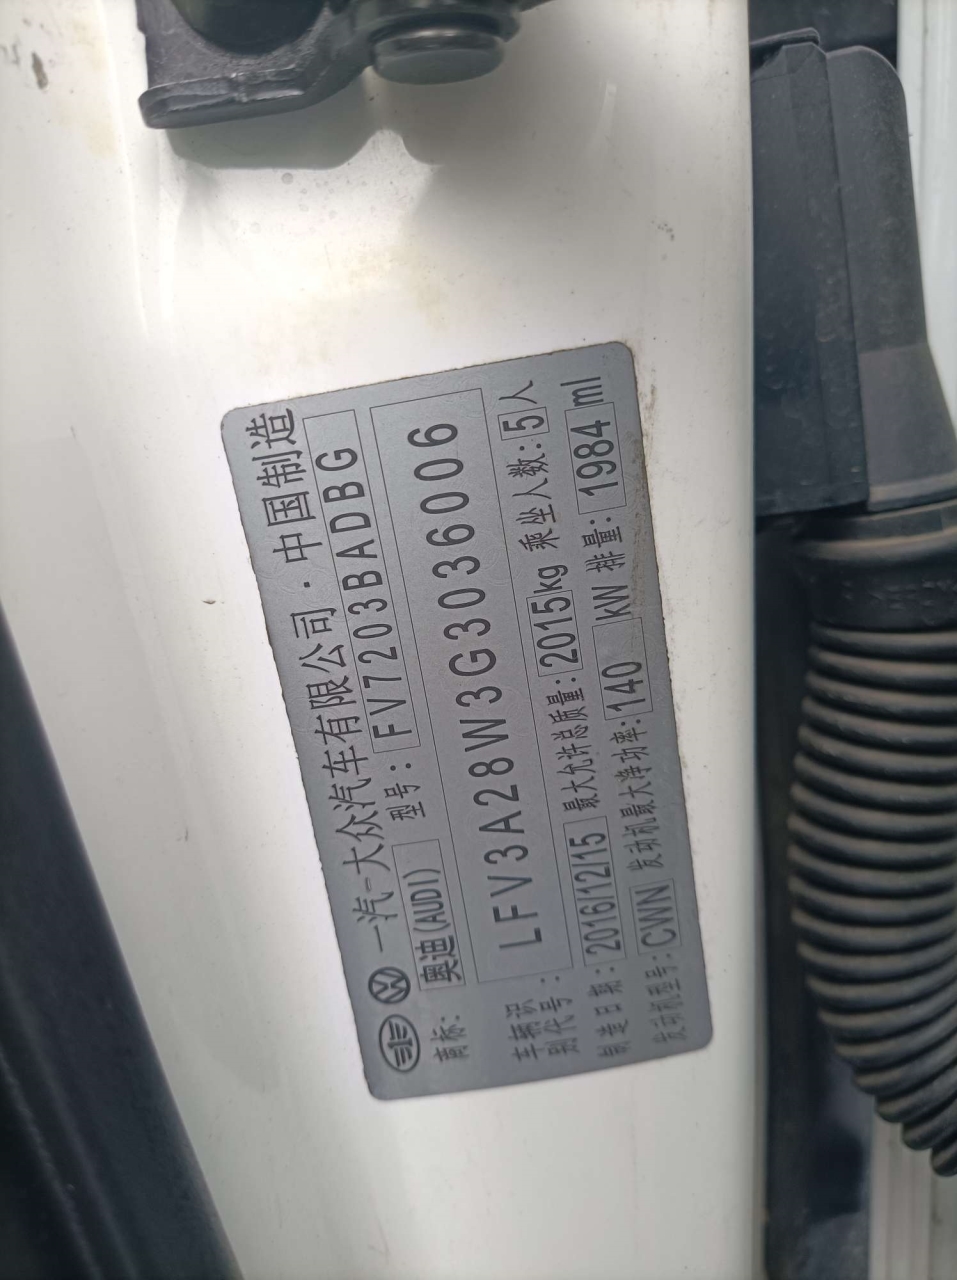 一汽-大众汽车有限公司·中国制造
商标: 奥迪(AUDI) 型号: FV7203BADBG
车辆识别代号: LFV3A28W3G3036006
制造日期: 2016/12/15 最大允许总质量: 2015kg 乘坐人数: 5人
发动机型号: CWN 发动机最大净功率: 140 kW 排量: 1984 ml